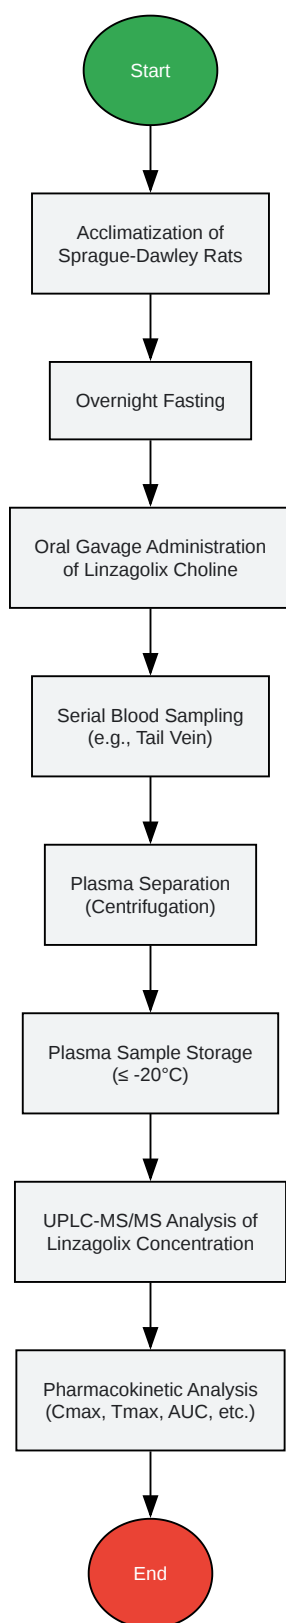 Start
Acclimatization of
Sprague-Dawley Rats
Overnight Fasting
Oral Gavage Administration
of Linzagolix Choline
Serial Blood Sampling
(e.g., Tail Vein)
Plasma Separation
(Centrifugation)
Plasma Sample Storage
(≤ -20°C)
UPLC-MS/MS Analysis of
Linzagolix Concentration
Pharmacokinetic Analysis
(Cmax, Tmax, AUC, etc.)
End